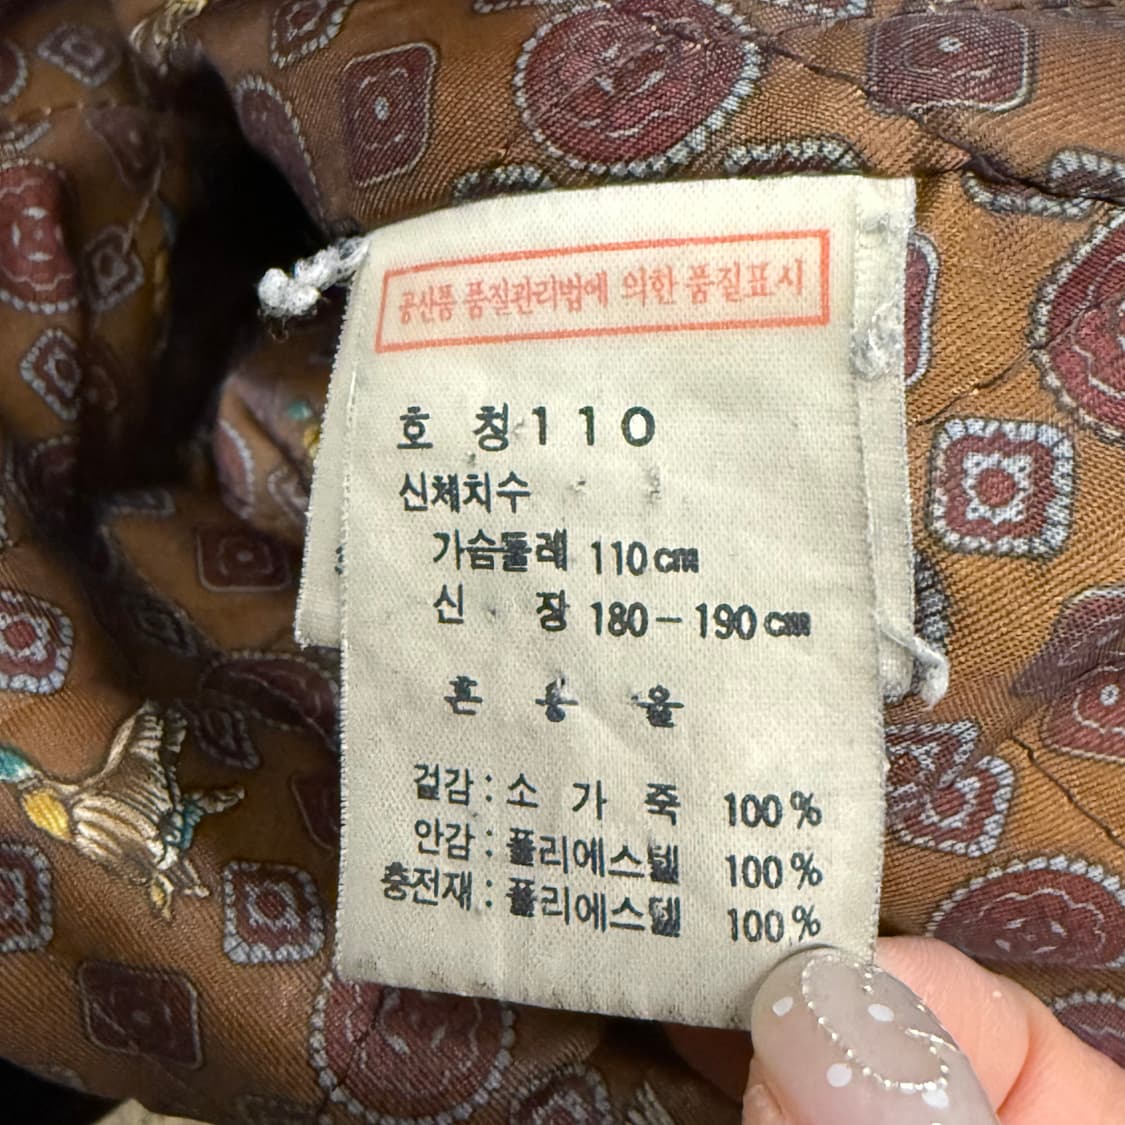 공산품 품질관리법에 의한 품질표시
호 칭 110
신체치수
가슴둘레 110cm
신 장 180-190cm
혼 용 율
겉감 : 소 가 죽 100%
안감 : 폴리에스텔 100%
충전재 : 폴리에스텔 100%